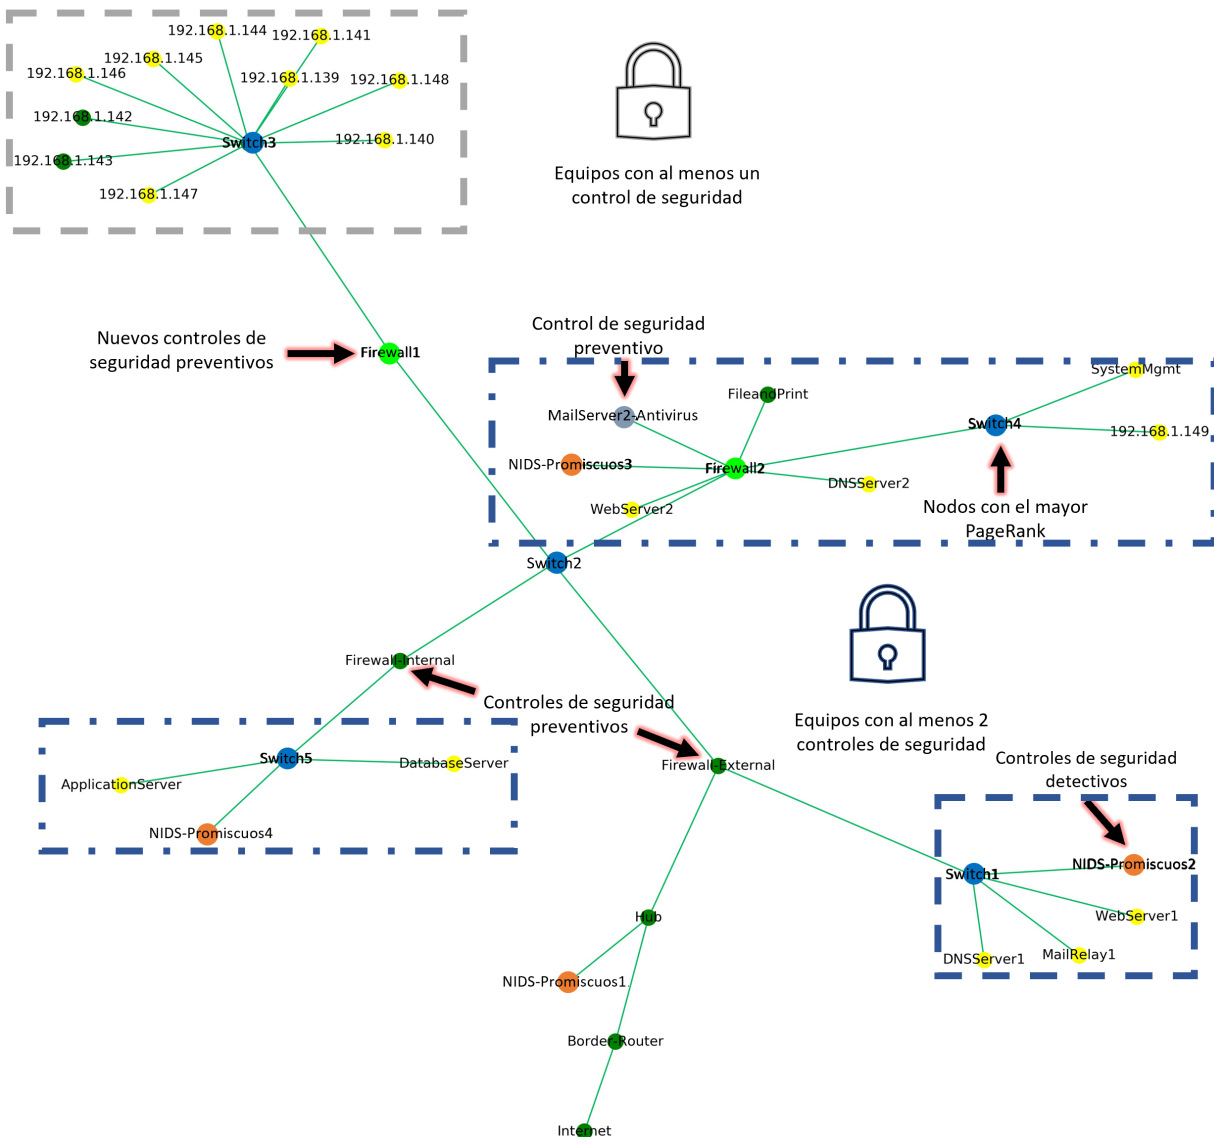 192.168.1.144
192.168.1.141
192.168.1.145
192.168.1.146
192.168.1.139
192.168.1.148
192.168.1.142
Switch3
192.168.1.140
192.168.1.143
192.168.1.147
Equipos con al menos un
control de seguridad
Nuevos controles de
seguridad preventivos
Firewall1
Control de seguridad
preventivo
SystemMgmt
FileandPrint
MailServer2-Antivirus
Switch4
192.168.1.149
NIDS-Promiscuos3
Firewall2
DNSServer2
WebServer2
Nodos con el mayor
PageRank
Switch2
Firewall-Internal
Controles de seguridad
preventivos
Equipos con al menos 2
controles de seguridad
Switch5
DatabaseServer
ApplicationServer
NIDS-Promiscuos4
Firewall-External
Controles de seguridad
detectivos
NIDS-Promiscuos2
Switch1
WebServer1
DNSServer1
MailRelay1
Hub
NIDS-Promiscuos1
Border-Router
Internet